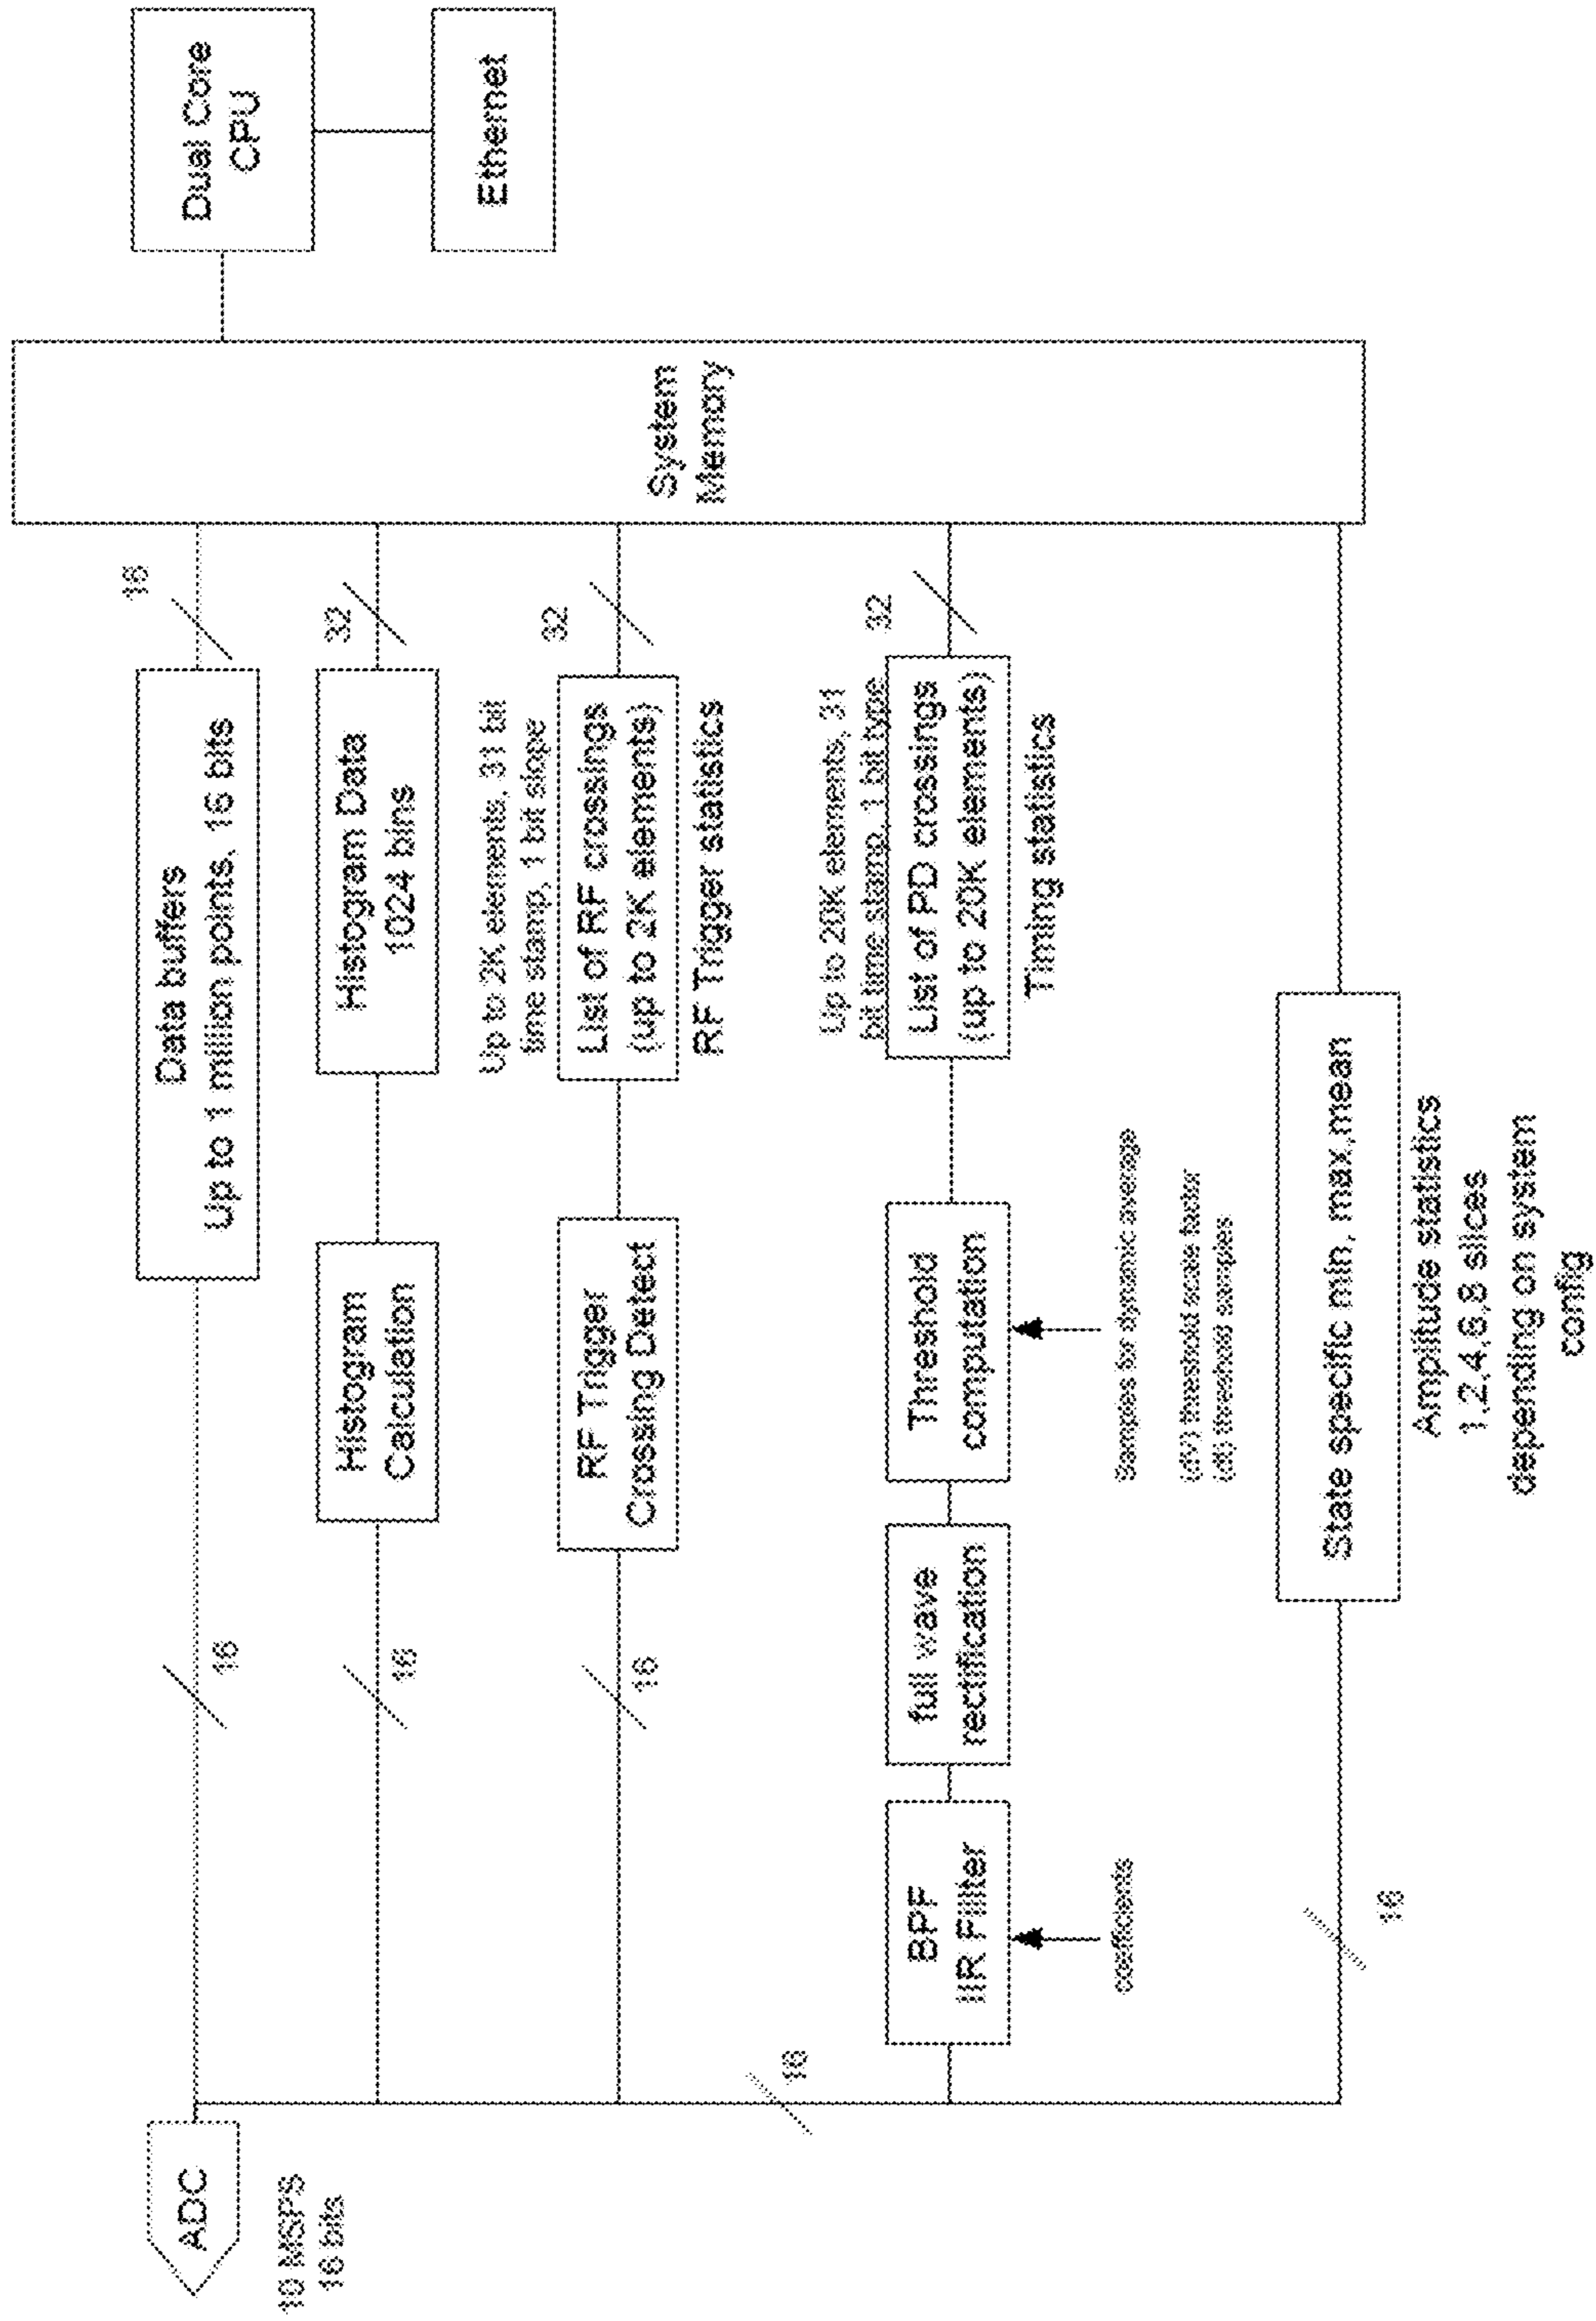 ADC
10 MSPS
16 bits
16
Data buffers
Up to 1 million points, 16 bits
16
16
Histogram
Calculation
Histogram Data
1024 bins
32
16
RF Trigger
Crossing Detect
Up to 2K elements, 31 bit
time stamp, 1 bit slope
List of RF crossings
(up to 2K elements)
RF Trigger statistics
32
16
BPF
IIR Fillter
coefficients
full wave
rectification
Threshold
computation
Samples for dynamic average
(dV) threshold scale factor
(dt) threshold samples
Up to 20K elements, 31
bit time stamp, 1 bit type
List of PD crossings
(up to 20K elements)
Timing statistics
32
16
State specific min, max,mean
Amplitude statistics
1,2,4,6,8 slices
depending on system
config
System
Memory
Dual Core
CPU
Ethernet